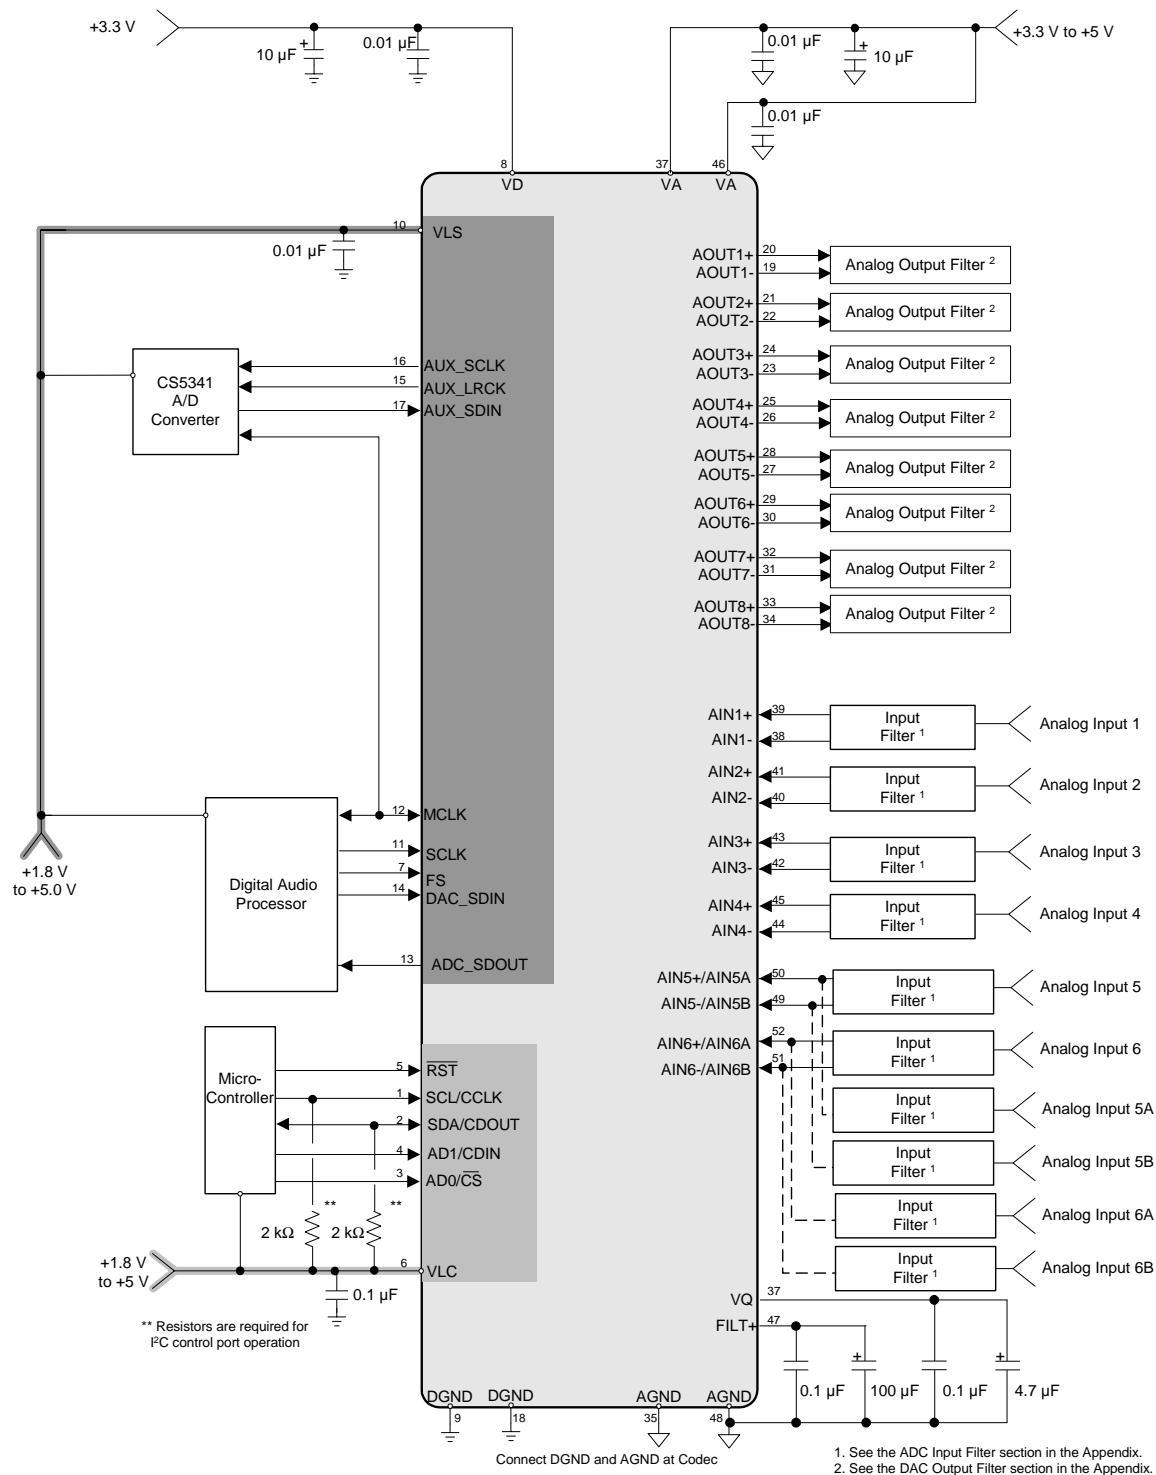 +3.3 V
10 µF
+
0.01 µF
0.01 µF
+
10 µF
+3.3 V to +5 V
0.01 µF
8
VD
37
VA
46
VA
10
VLS
0.01 µF
CS5341
A/D
Converter
16
AUX_SCLK
15
AUX_LRCK
17
AUX_SDIN
AOUT1+
20
AOUT1-
19
Analog Output Filter 2
AOUT2+
21
AOUT2-
22
Analog Output Filter 2
AOUT3+
24
AOUT3-
23
Analog Output Filter 2
AOUT4+
25
AOUT4-
26
Analog Output Filter 2
AOUT5+
28
AOUT5-
27
Analog Output Filter 2
AOUT6+
29
AOUT6-
30
Analog Output Filter 2
AOUT7+
32
AOUT7-
31
Analog Output Filter 2
AOUT8+
33
AOUT8-
34
Analog Output Filter 2
+1.8 V
to +5.0 V
Digital Audio
Processor
12
MCLK
11
SCLK
7
FS
14
DAC_SDIN
13
ADC_SDOUT
AIN1+
39
AIN1-
38
Input
Filter 1
Analog Input 1
AIN2+
41
AIN2-
40
Input
Filter 1
Analog Input 2
AIN3+
43
AIN3-
42
Input
Filter 1
Analog Input 3
AIN4+
45
AIN4-
44
Input
Filter 1
Analog Input 4
AIN5+/AIN5A
50
AIN5-/AIN5B
49
Input
Filter 1
Analog Input 5
AIN6+/AIN6A
52
AIN6-/AIN6B
51
Input
Filter 1
Analog Input 6
Input
Filter 1
Analog Input 5A
Input
Filter 1
Analog Input 5B
Input
Filter 1
Analog Input 6A
Input
Filter 1
Analog Input 6B
Micro-
Controller
5
RST
1
SCL/CCLK
2
SDA/CDOUT
4
AD1/CDIN
3
AD0/CS
**
2 kΩ
**
2 kΩ
+1.8 V
to +5 V
6
VLC
0.1 µF
** Resistors are required for
I2C control port operation
VQ
37
FILT+
47
0.1 µF
+
100 µF
0.1 µF
+
4.7 µF
DGND
9
DGND
18
AGND
35
AGND
48
Connect DGND and AGND at Codec
1. See the ADC Input Filter section in the Appendix.
2. See the DAC Output Filter section in the Appendix.